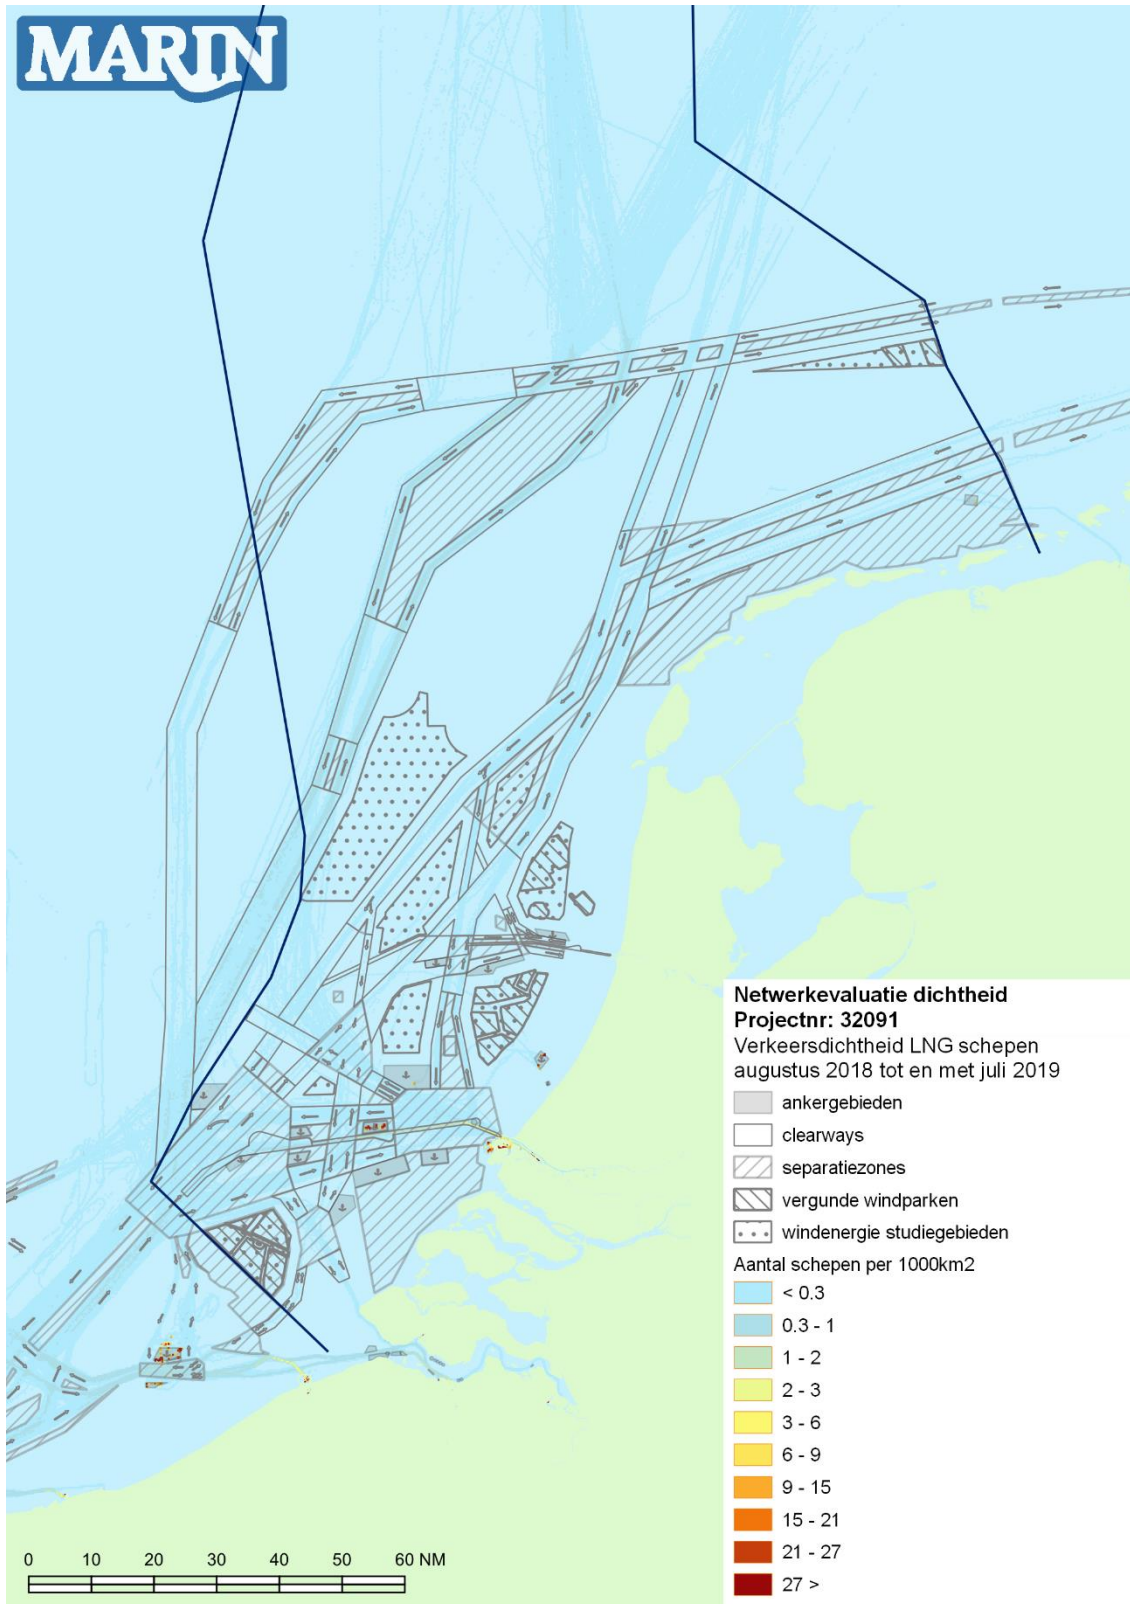 MARIN
Netwerkevaluatie dichtheid
Projectnr: 32091
Verkeersdichtheid LNG schepen
augustus 2018 tot en met juli 2019
ankergebieden
clearways
separatiezones
vergunde windparken
windenergie studiegebieden
Aantal schepen per 1000km2
< 0.3
0.3 - 1
1 - 2
2 - 3
3 - 6
6 - 9
9 - 15
15 - 21
21 - 27
27 >
0 10 20 30 40 50 60 NM